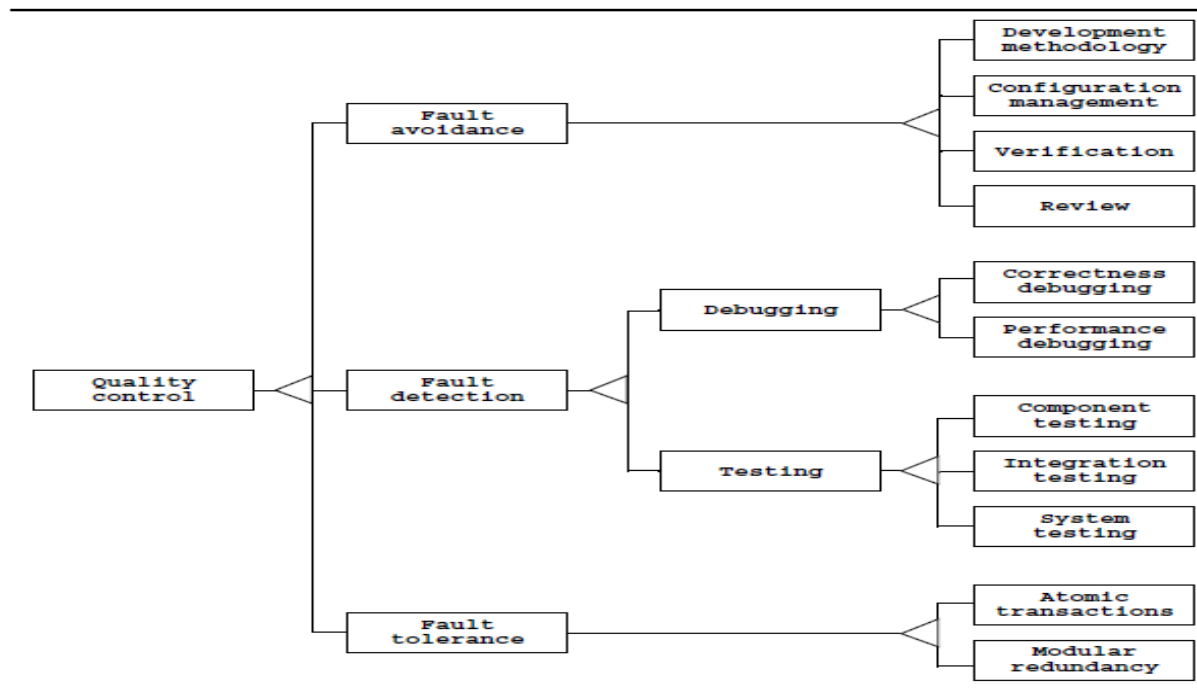 Development
methodology
Configuration
management
Fault
avoidance
Verification
Review
Correctness
debugging
Debugging
Performance
debugging
Quality
control
Fault
detection
Component
testing
Testing
Integration
testing
System
testing
Atomic
transactions
Fault
tolerance
Modular
redundancy